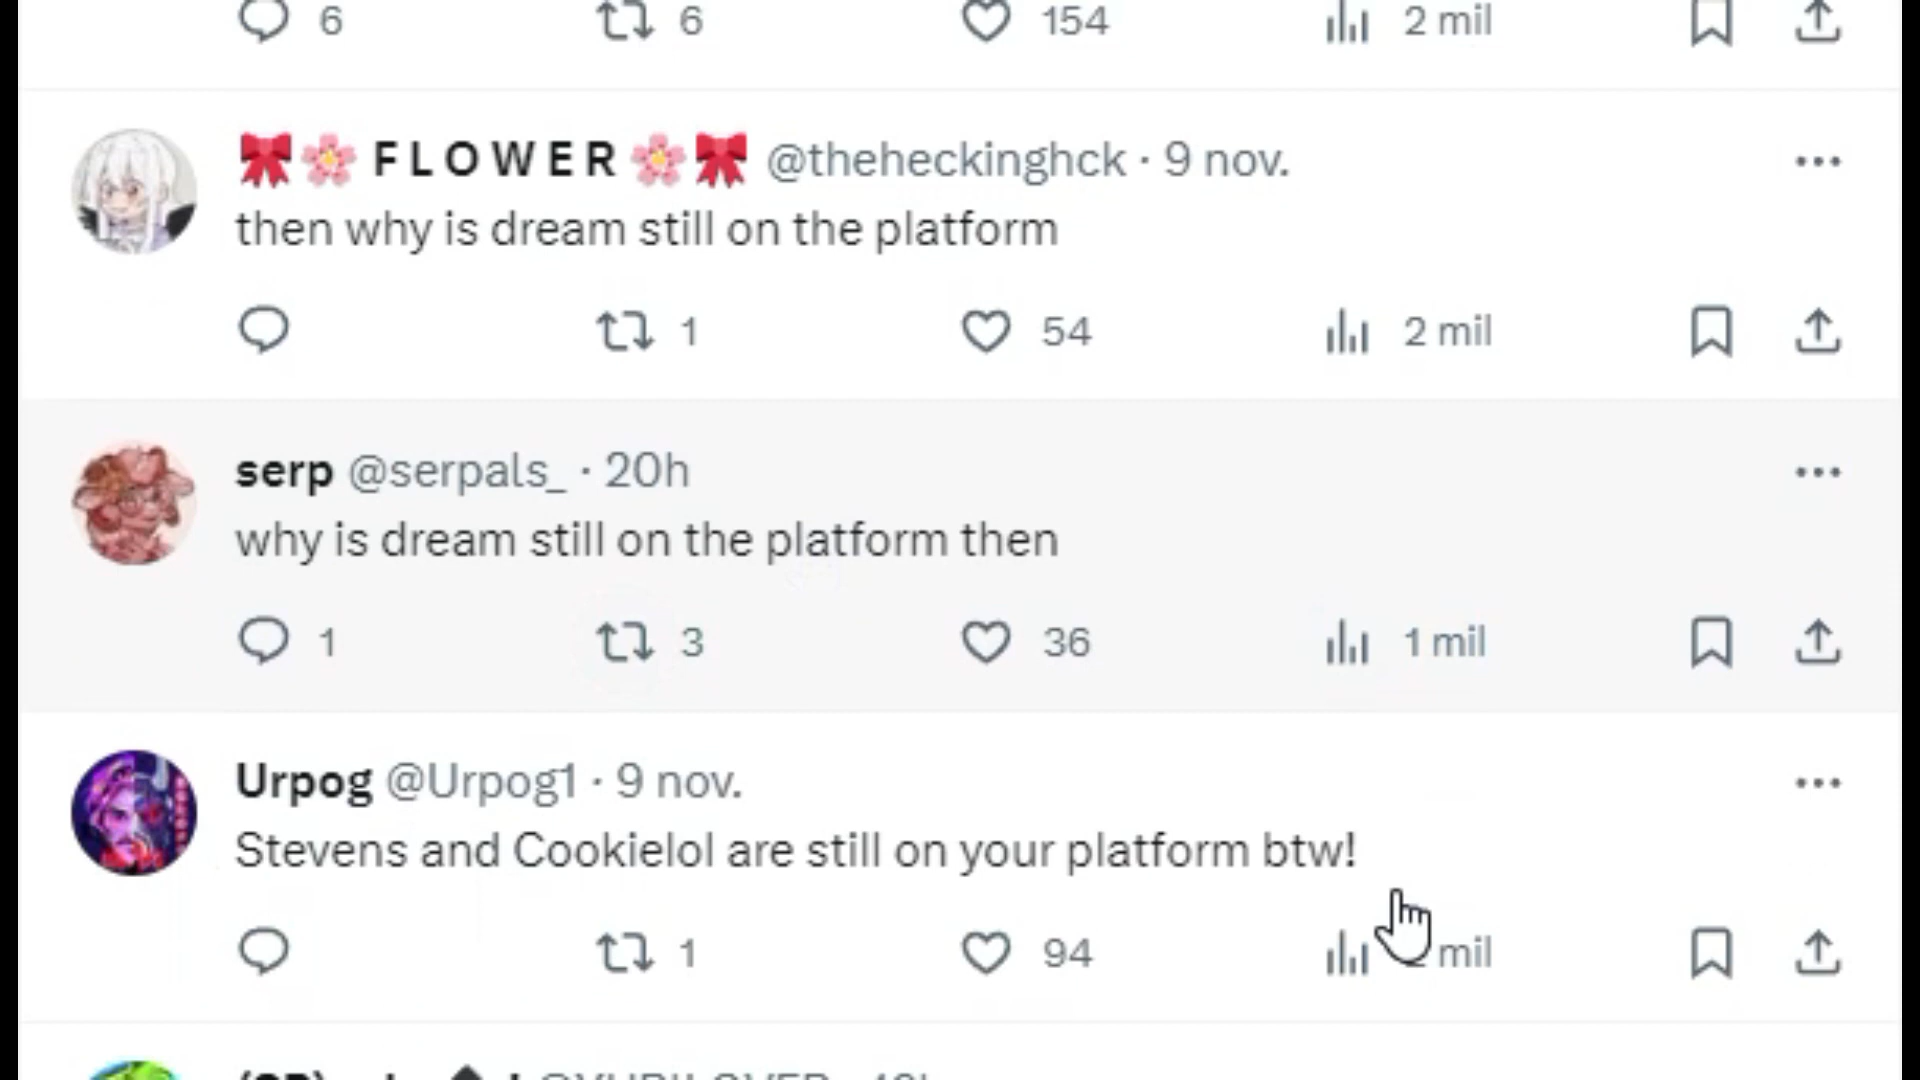 6 6 154 2 mil
🎀🌸 F L O W E R 🌸🎀 @theheckinghck · 9 nov.
then why is dream still on the platform
1 54 2 mil
serp @serpals_ · 20h
why is dream still on the platform then
1 3 36 1 mil
Urpog @Urpog1 · 9 nov.
Stevens and Cookielol are still on your platform btw!
1 94 mil